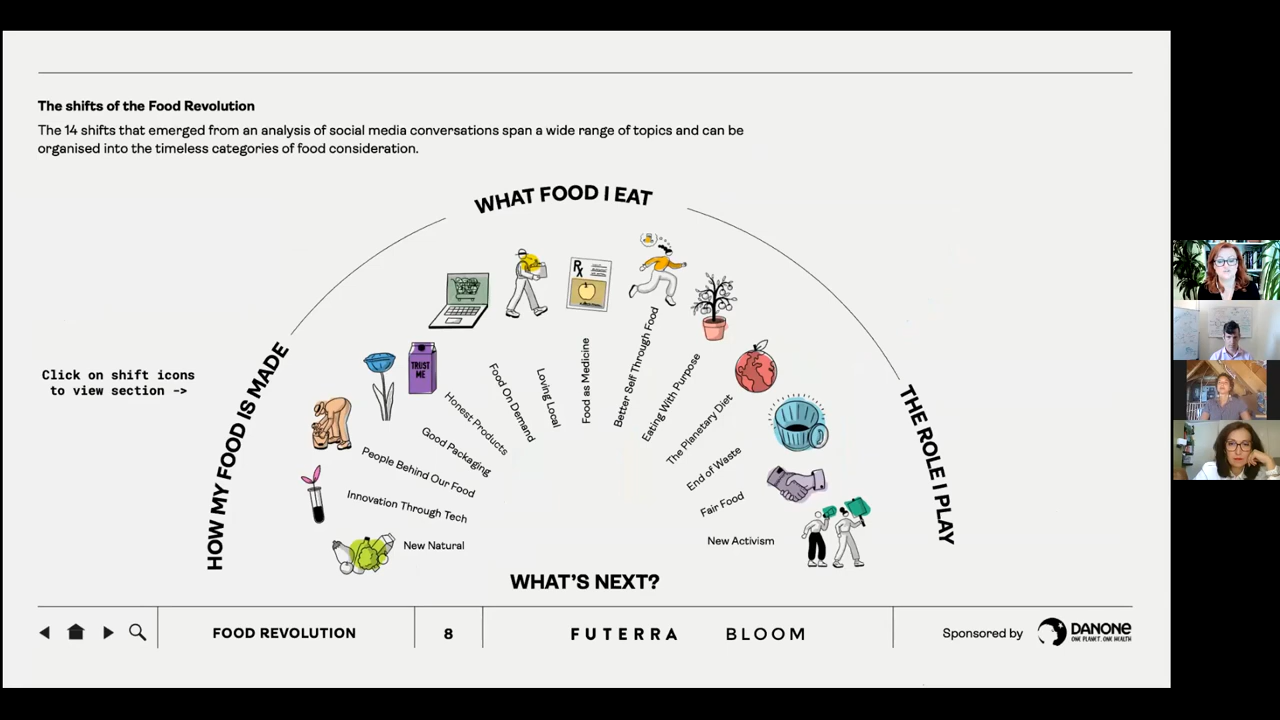 The shifts of the Food Revolution
The 14 shifts that emerged from an analysis of social media conversations span a wide range of topics and can be
organised into the timeless categories of food consideration.
WHAT FOOD I EAT
HOW MY FOOD IS MADE
THE ROLE I PLAY
Click on shift icons
to view section ->
RX
TRUST
ME
New Natural
Innovation Through Tech
People Behind Our Food
Good Packaging
Honest Products
Food On Demand
Loving Local
Food as Medicine
Better Self Through Food
Eating With Purpose
The Planetary Diet
End of Waste
Fair Food
New Activism
WHAT'S NEXT?
FOOD REVOLUTION
8
FUTERRA
BLOOM
Sponsored by
DANONE
ONE PLANET. ONE HEALTH